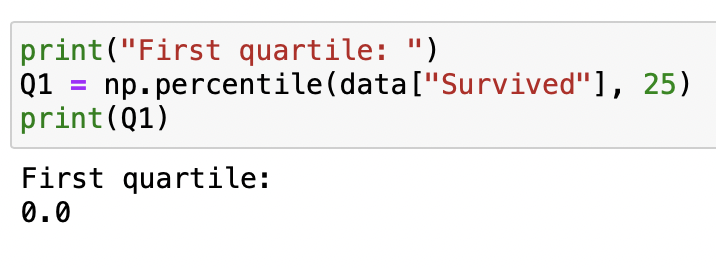 print("First quartile: ")
Q1 = np.percentile(data["Survived"], 25)
print(Q1)
First quartile:
0.0